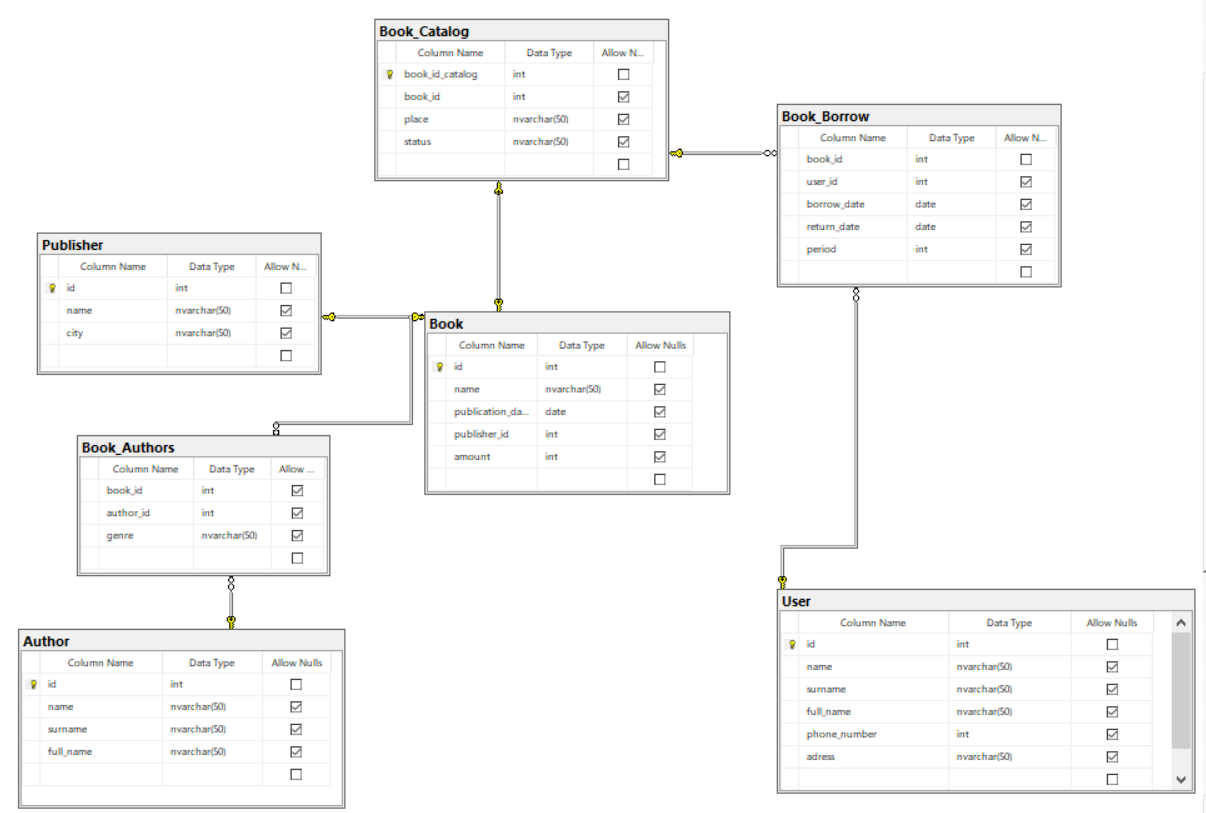 Book_Catalog
Column Name Data Type Allow N...
book_id_catalog int
book_id int
place nvarchar(50)
status nvarchar(50)
Book_Borrow
Column Name Data Type Allow N...
book_id int
user_id int
borrow_date date
return_date date
period int
Publisher
Column Name Data Type Allow N...
id int
name nvarchar(50)
city nvarchar(50)
Book
Column Name Data Type Allow Nulls
id int
name nvarchar(50)
publication_da... date
publisher_id int
amount int
Book_Authors
Column Name Data Type Allow ...
book_id int
author_id int
genre nvarchar(50)
Author
Column Name Data Type Allow Nulls
id int
name nvarchar(50)
surname nvarchar(50)
full_name nvarchar(50)
User
Column Name Data Type Allow Nulls
id int
name nvarchar(50)
surname nvarchar(50)
full_name nvarchar(50)
phone_number int
adress nvarchar(50)